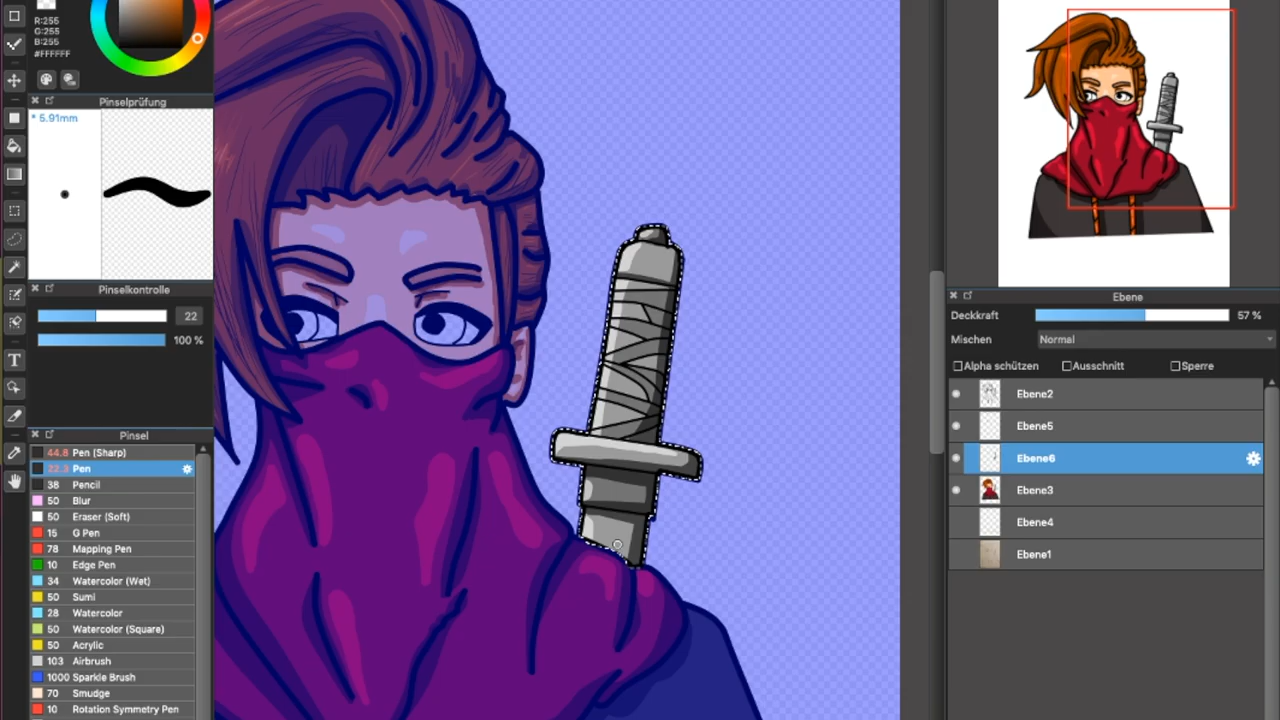 R:255
G:255
B:255
#FFFFFF
Pinselprüfung
* 5.91mm
Pinselkontrolle
22
100 %
T
Pinsel
44.8 Pen (Sharp)
22.3 Pen
38 Pencil
50 Blur
50 Eraser (Soft)
15 G Pen
78 Mapping Pen
10 Edge Pen
34 Watercolor (Wet)
50 Sumi
28 Watercolor
50 Watercolor (Square)
50 Acrylic
103 Airbrush
1000 Sparkle Brush
70 Smudge
10 Rotation Symmetry Pen
Ebene
Deckkraft 57 %
Mischen Normal
Alpha schützen Ausschnitt Sperre
Ebene2
Ebene5
Ebene6
Ebene3
Ebene4
Ebene1